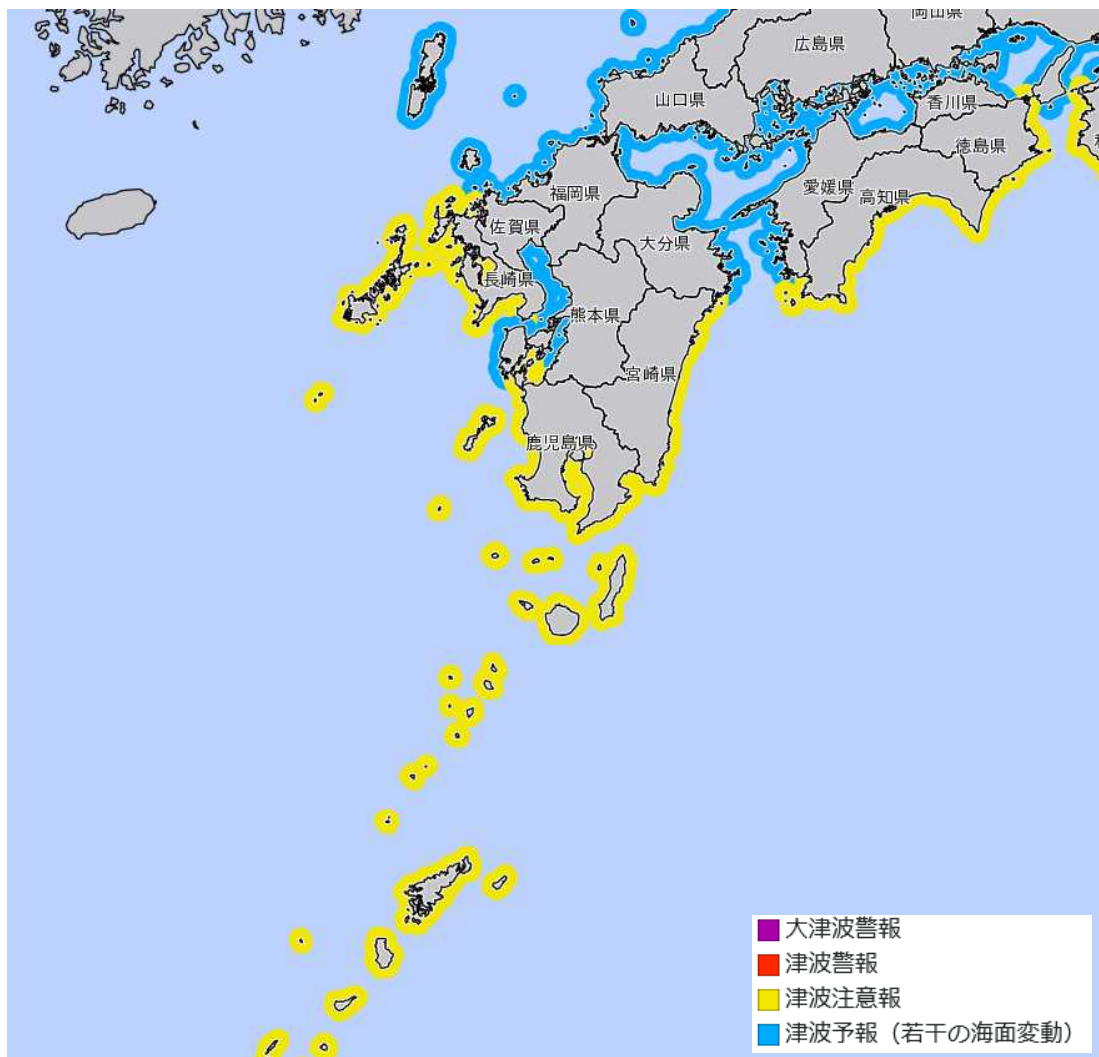 岡山県
広島県
山口県
香川県
徳島県
愛媛県
高知県
福岡県
佐賀県
大分県
長崎県
熊本県
宮崎県
鹿児島県
大津波警報
津波警報
津波注意報
津波予報（若干の海面変動）